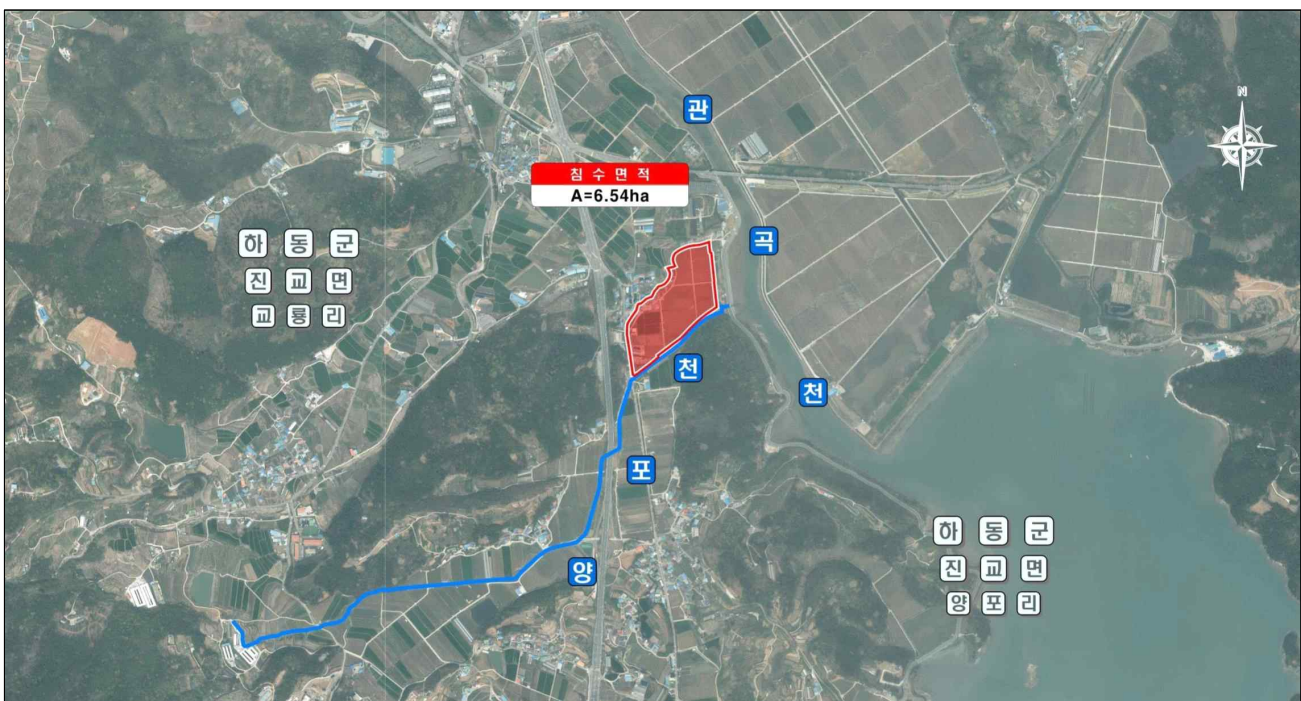 N
관
곡
천
침 수 면 적
A=6.54ha
하 동 군
진 교 면
교 룡 리
천
포
양
하 동 군
진 교 면
양 포 리